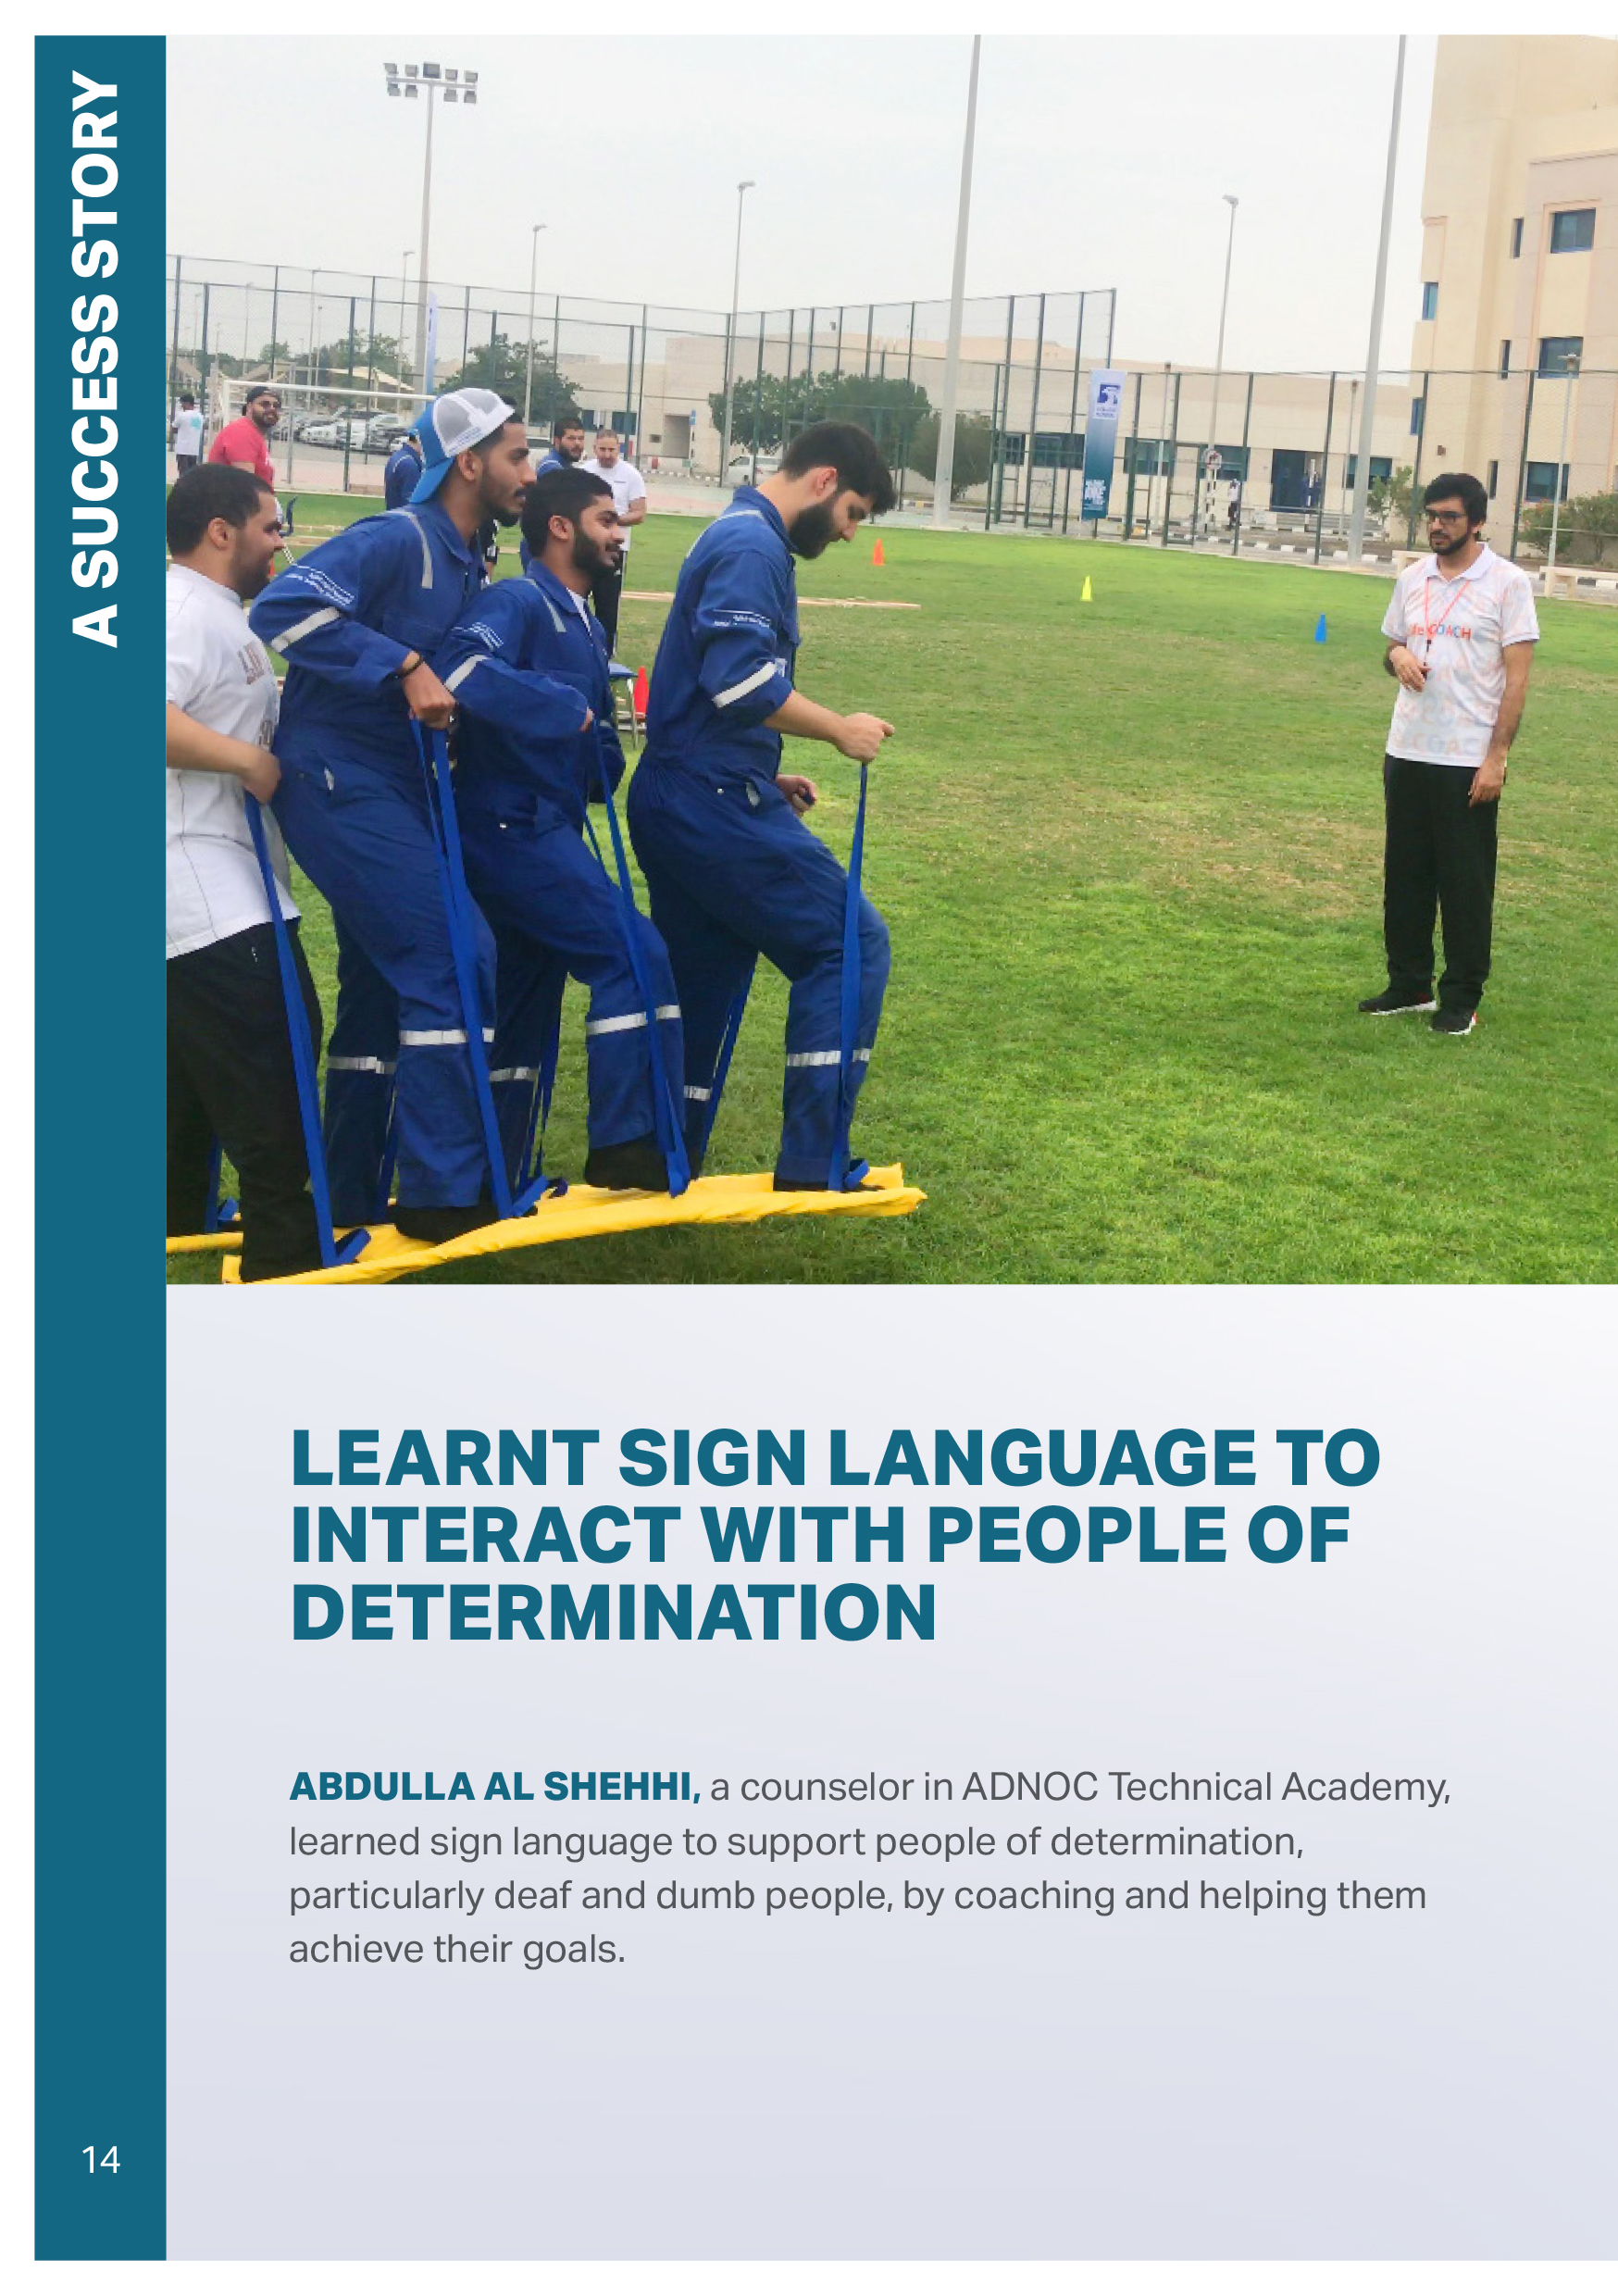 A SUCCESS STORY
COACH
LEARNT SIGN LANGUAGE TO
INTERACT WITH PEOPLE OF
DETERMINATION
ABDULLA AL SHEHHI, a counselor in ADNOC Technical Academy,
learned sign language to support people of determination,
particularly deaf and dumb people, by coaching and helping them
achieve their goals.
14